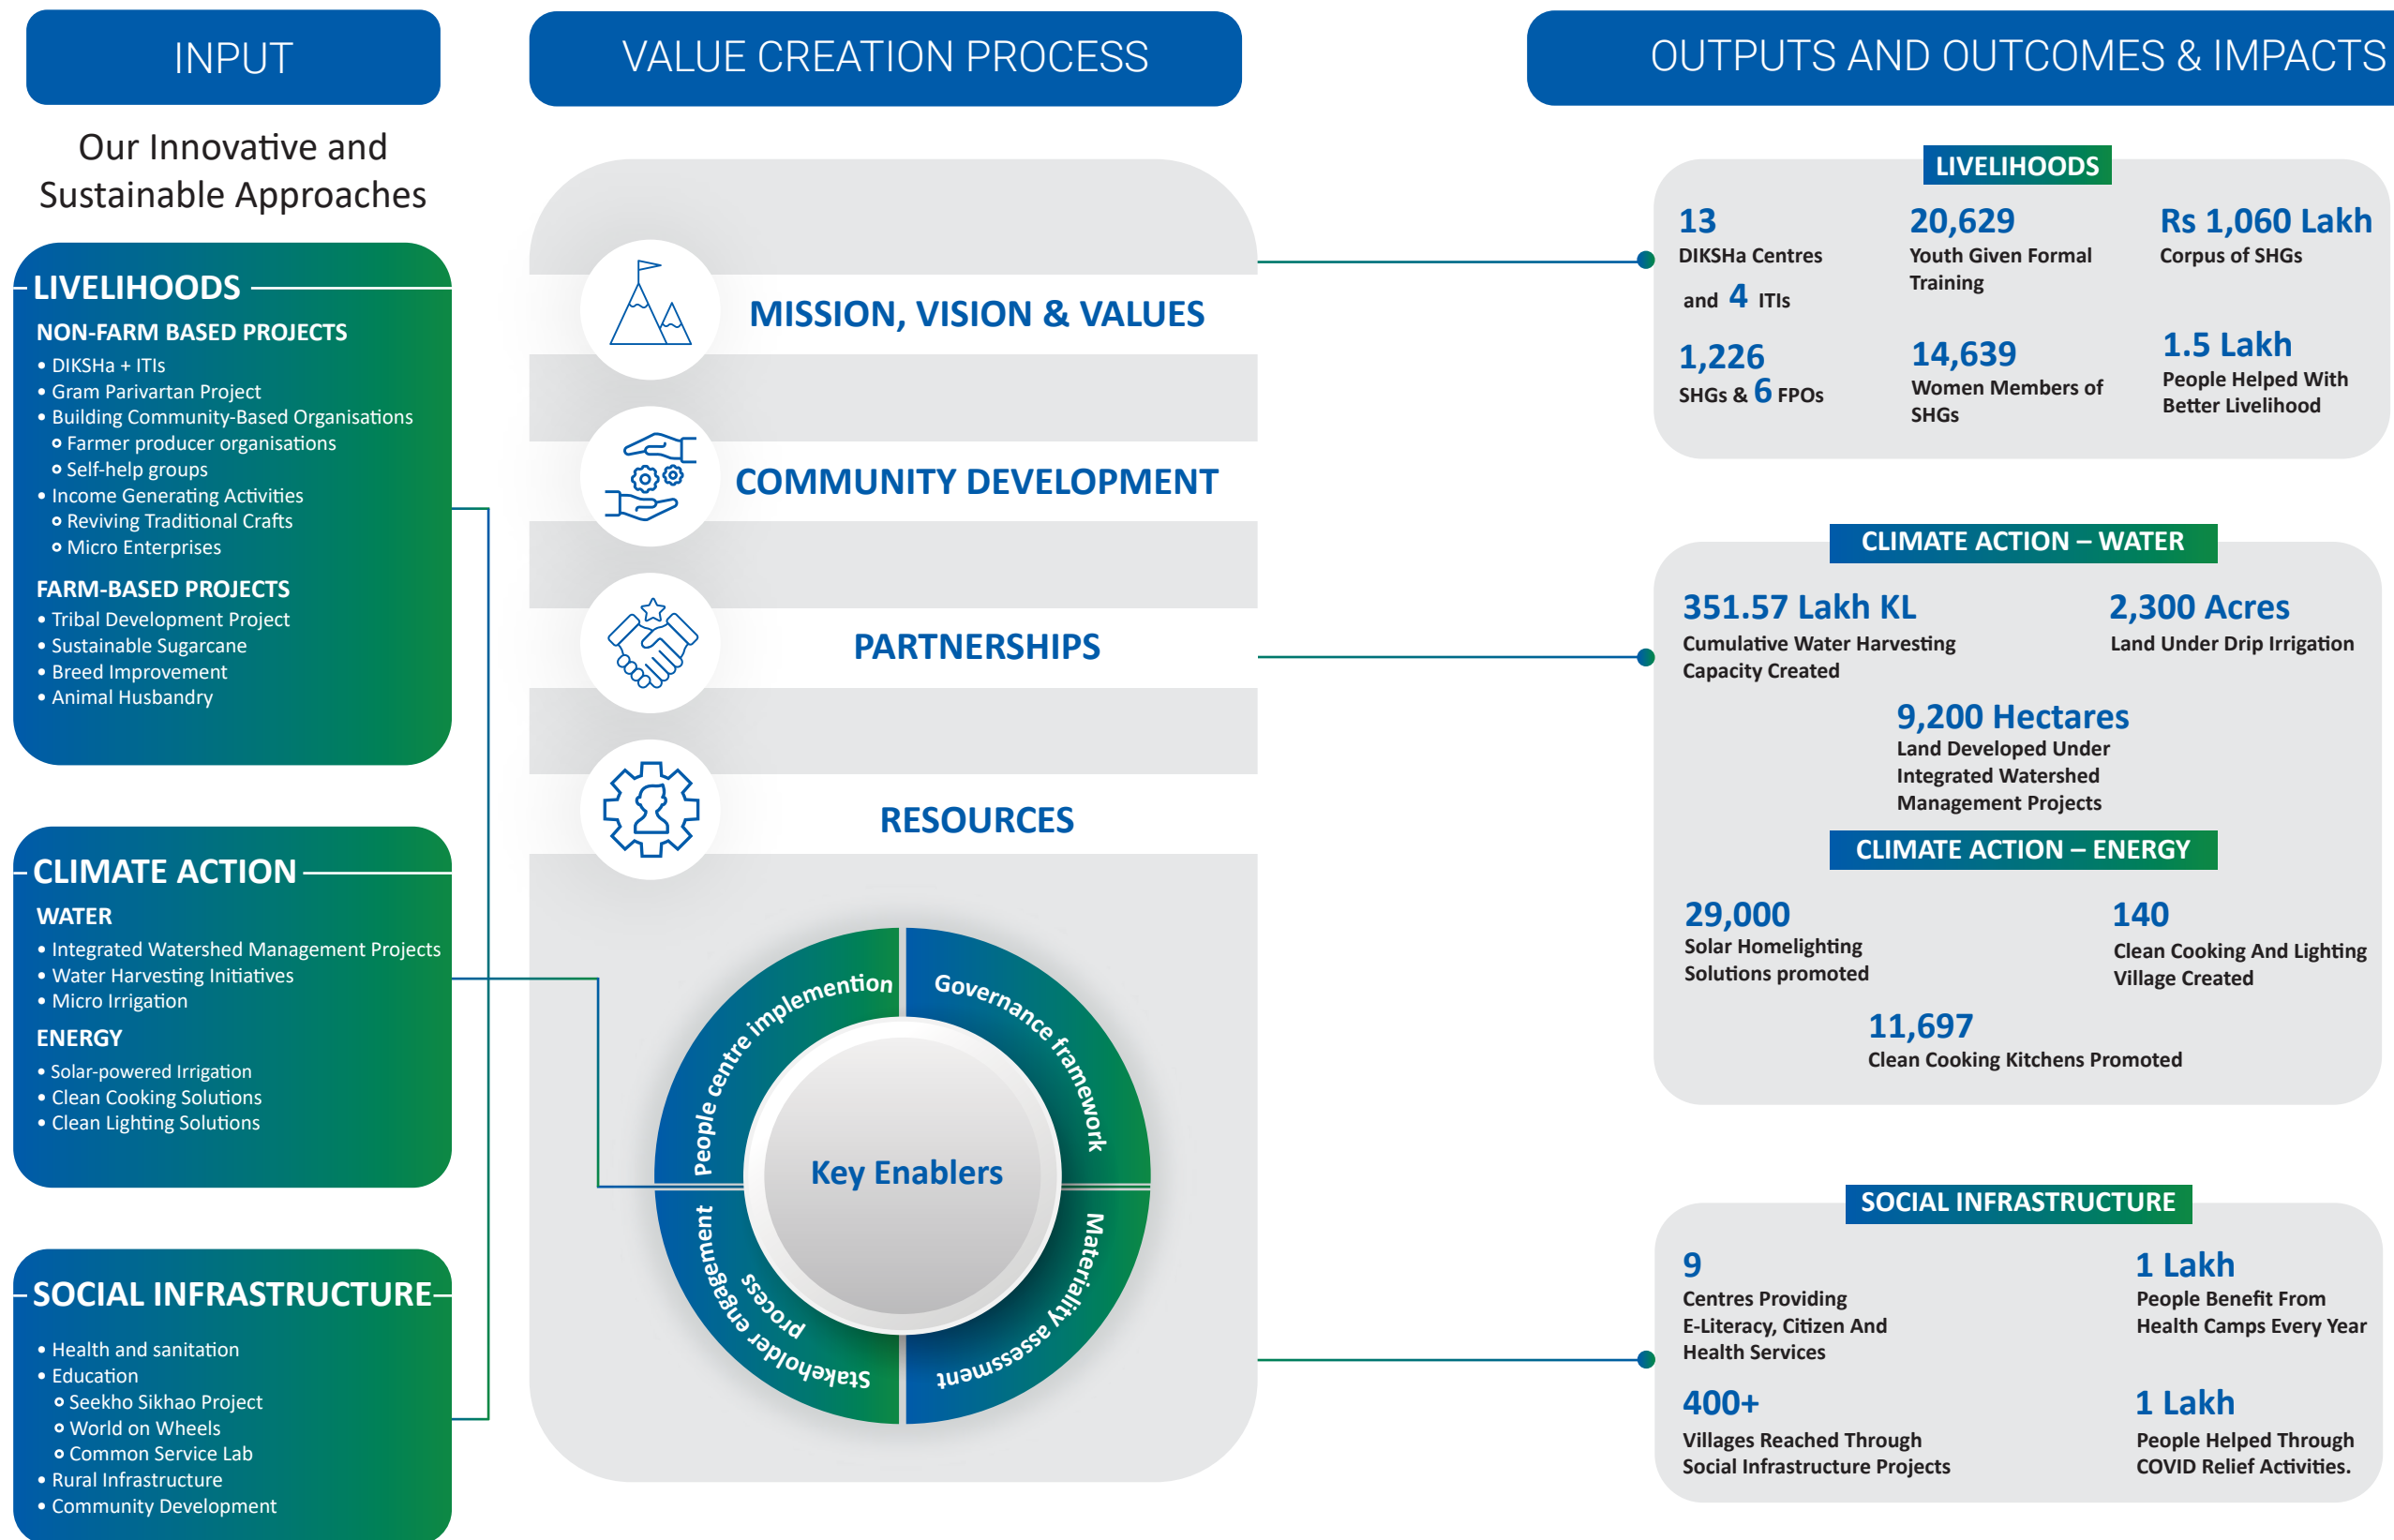 INPUT
Our Innovative and
Sustainable Approaches
LIVELIHOODS
NON-FARM BASED PROJECTS
• DIKSHa + ITIs
• Gram Parivartan Project
• Building Community-Based Organisations
Farmer producer organisations
Self-help groups
• Income Generating Activities
Reviving Traditional Crafts
Micro Enterprises
FARM-BASED PROJECTS
• Tribal Development Project
• Sustainable Sugarcane
• Breed Improvement
• Animal Husbandry
CLIMATE ACTION
WATER
• Integrated Watershed Management Projects
• Water Harvesting Initiatives
• Micro Irrigation
ENERGY
• Solar-powered Irrigation
• Clean Cooking Solutions
• Clean Lighting Solutions
SOCIAL INFRASTRUCTURE
• Health and sanitation
• Education
Seekho Sikhao Project
World on Wheels
Common Service Lab
• Rural Infrastructure
• Community Development
VALUE CREATION PROCESS
MISSION, VISION & VALUES
COMMUNITY DEVELOPMENT
PARTNERSHIPS
RESOURCES
People centre implemention
Governance framework
Key Enablers
Stakeholder engagement
process
Materiality assessment
OUTPUTS AND OUTCOMES & IMPACTS
LIVELIHOODS
13
DIKSHa Centres
and 4 ITIs
20,629
Youth Given Formal
Training
Rs 1,060 Lakh
Corpus of SHGs
1,226
SHGs & 6 FPOs
14,639
Women Members of
SHGs
1.5 Lakh
People Helped With
Better Livelihood
CLIMATE ACTION – WATER
351.57 Lakh KL
Cumulative Water Harvesting
Capacity Created
2,300 Acres
Land Under Drip Irrigation
9,200 Hectares
Land Developed Under
Integrated Watershed
Management Projects
CLIMATE ACTION – ENERGY
29,000
Solar Homelighting
Solutions promoted
140
Clean Cooking And Lighting
Village Created
11,697
Clean Cooking Kitchens Promoted
SOCIAL INFRASTRUCTURE
9
Centres Providing
E-Literacy, Citizen And
Health Services
1 Lakh
People Benefit From
Health Camps Every Year
400+
Villages Reached Through
Social Infrastructure Projects
1 Lakh
People Helped Through
COVID Relief Activities.